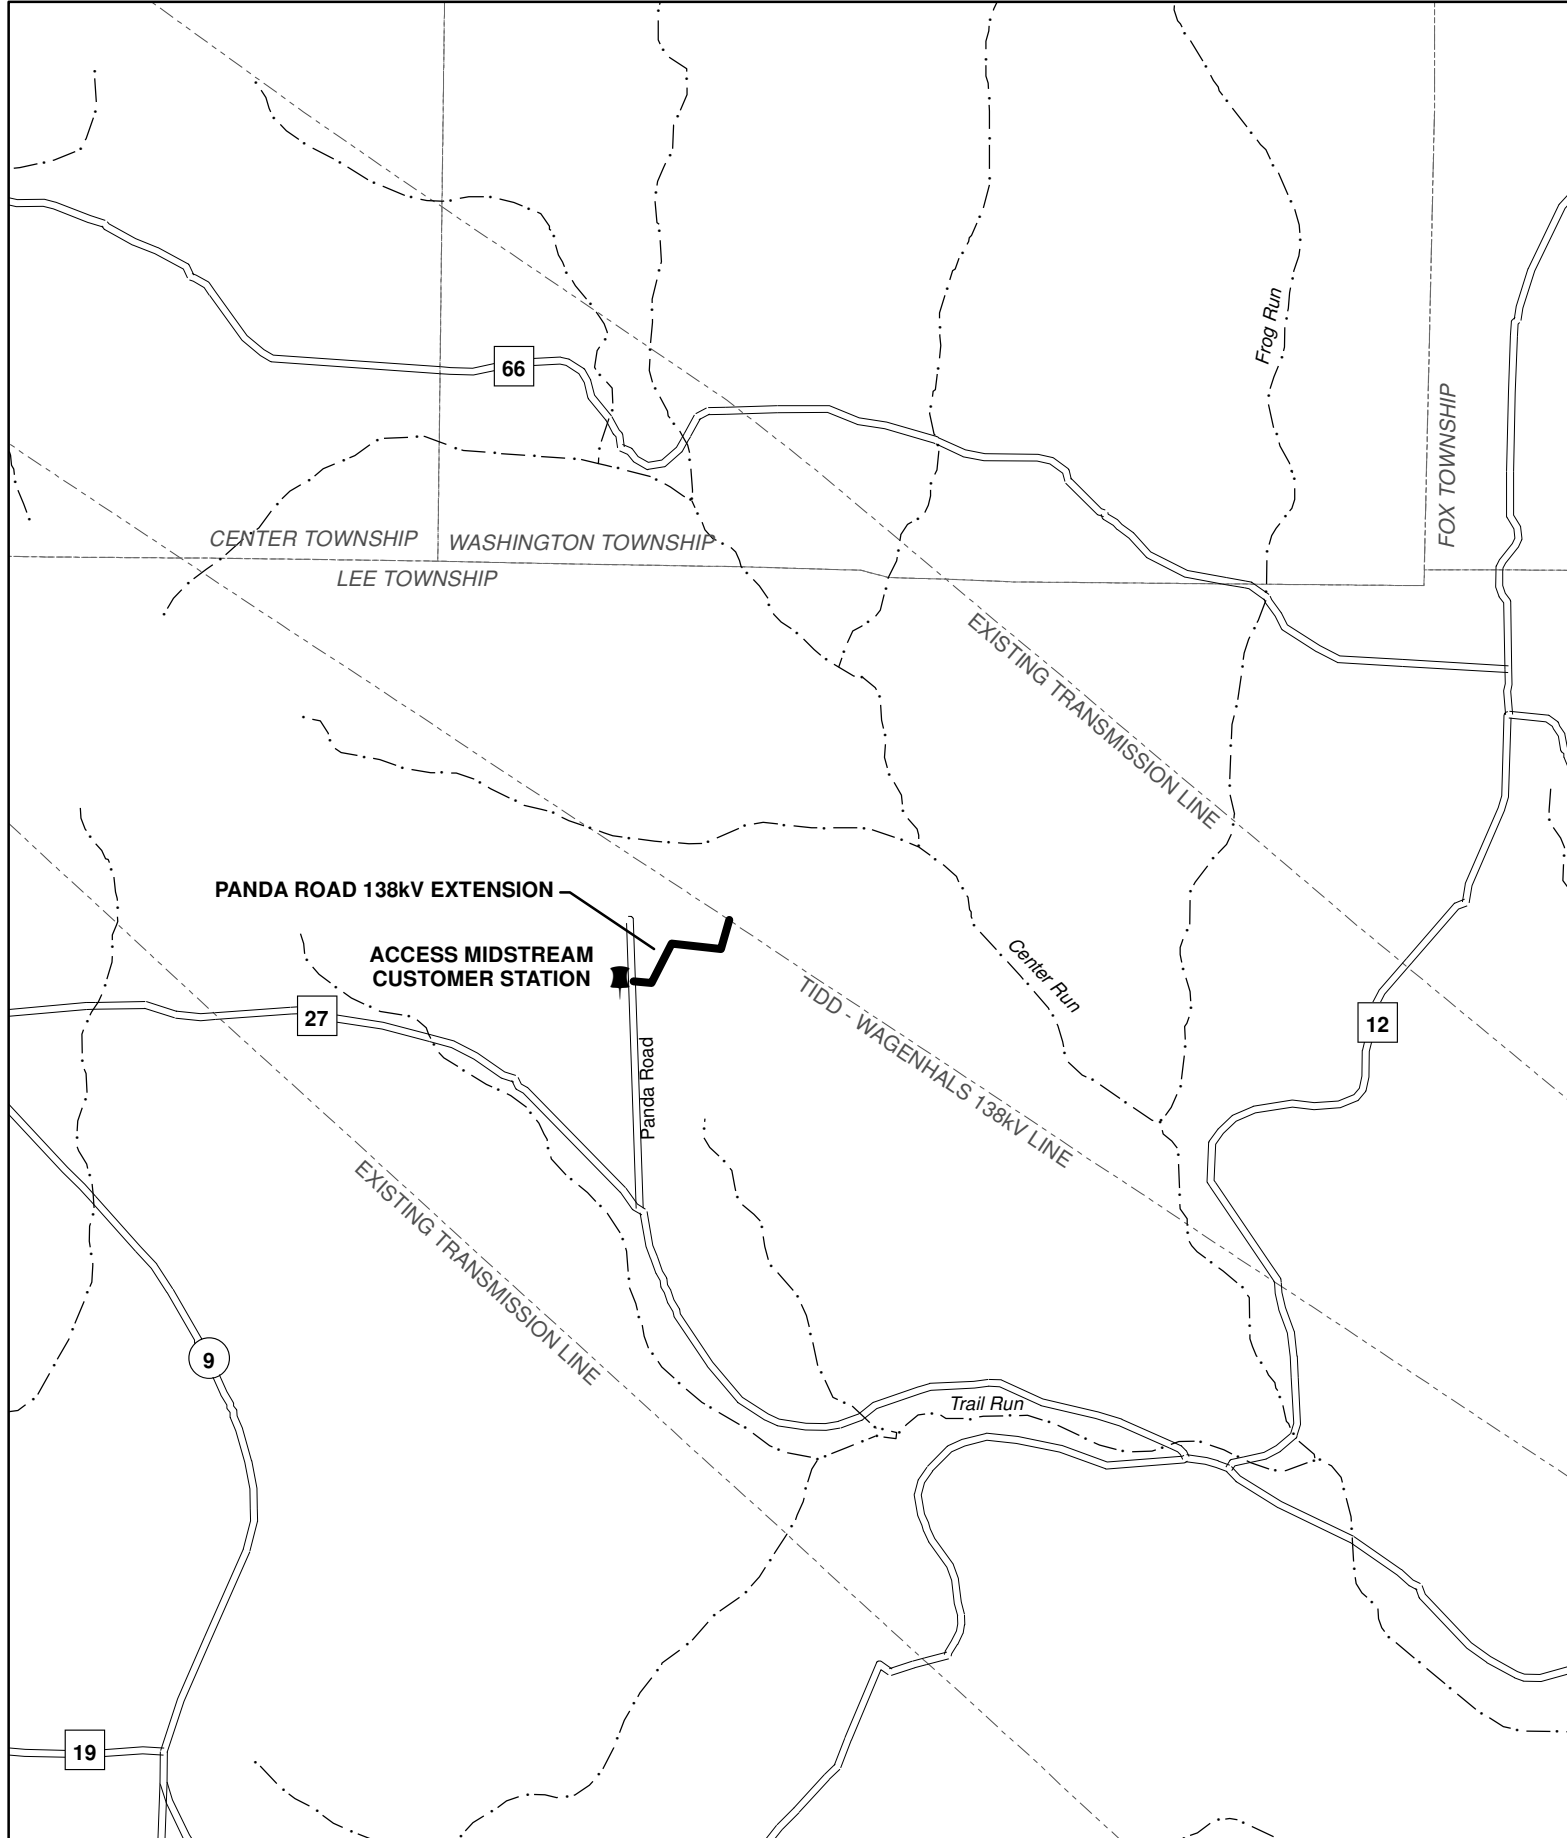 Frog Run
66
FOX TOWNSHIP
CENTER TOWNSHIP
WASHINGTON TOWNSHIP
LEE TOWNSHIP
EXISTING TRANSMISSION LINE
PANDA ROAD 138kV EXTENSION
ACCESS MIDSTREAM
CUSTOMER STATION
Center Run
TIDD - WAGENHALS 138kV LINE
27
12
Panda Road
EXISTING TRANSMISSION LINE
9
Trail Run
19